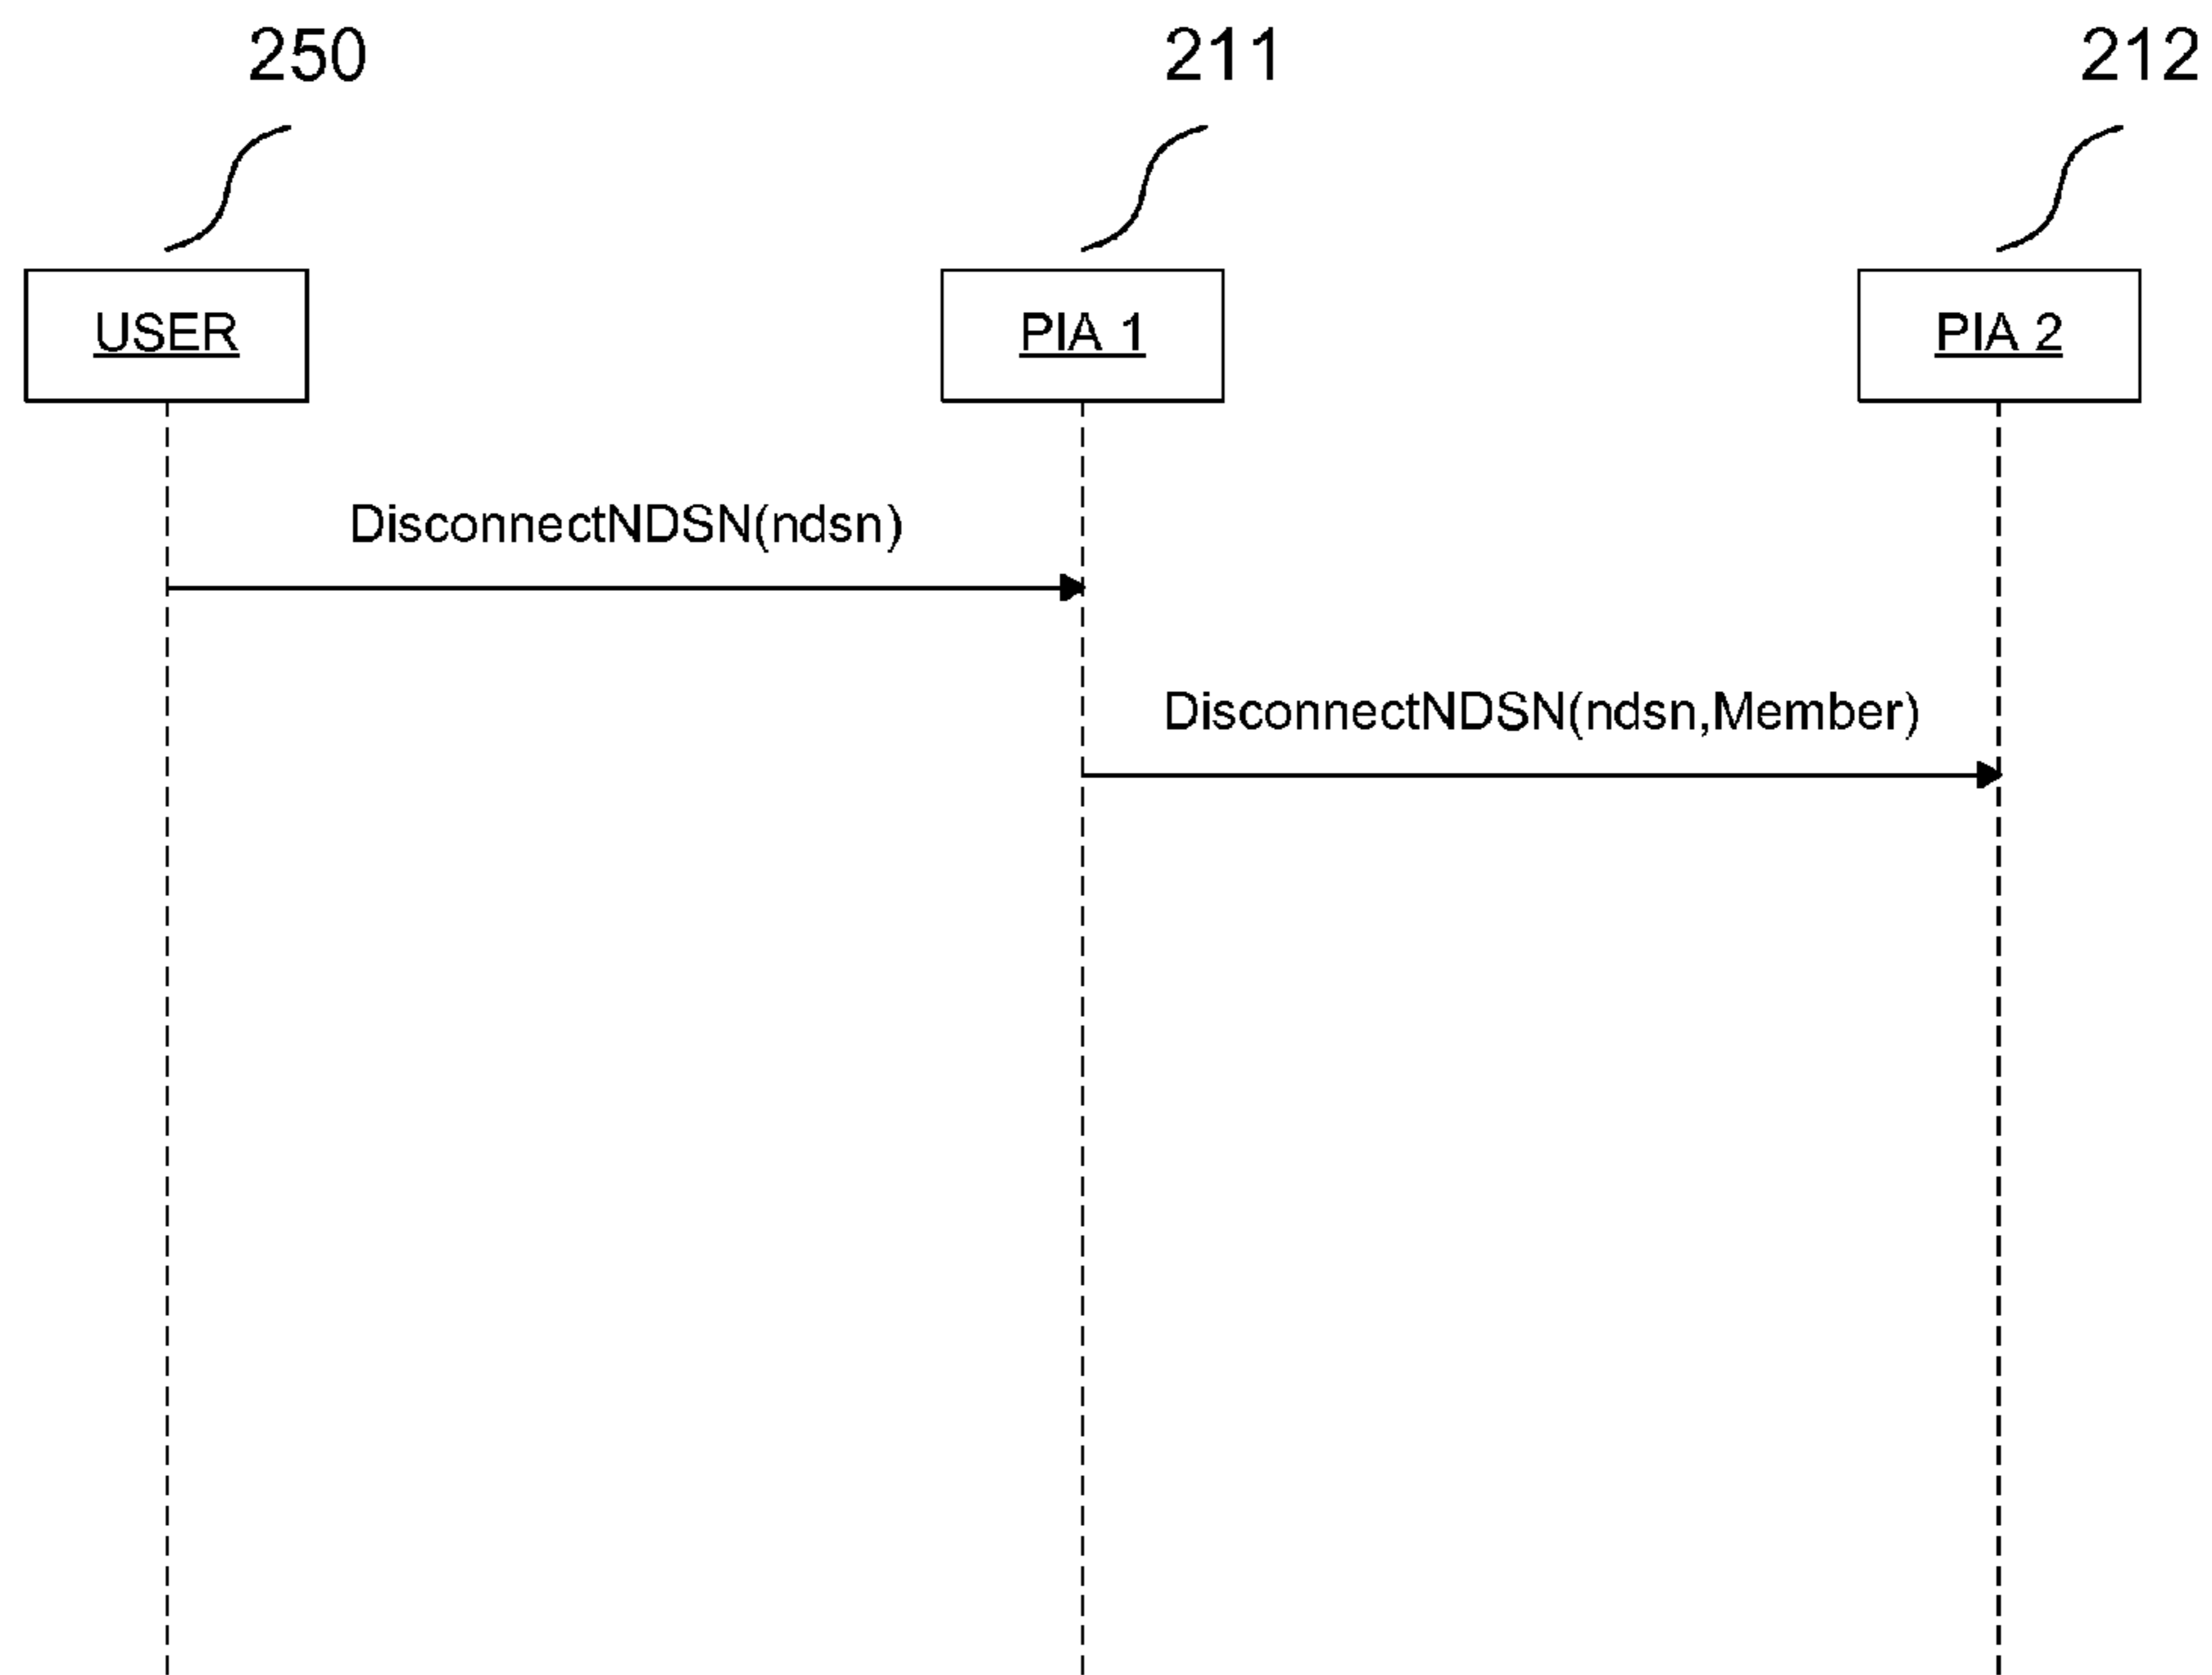 250
211
212
USER
PIA 1
PIA 2
DisconnectNDSN(ndsn)
DisconnectNDSN(ndsn,Member)